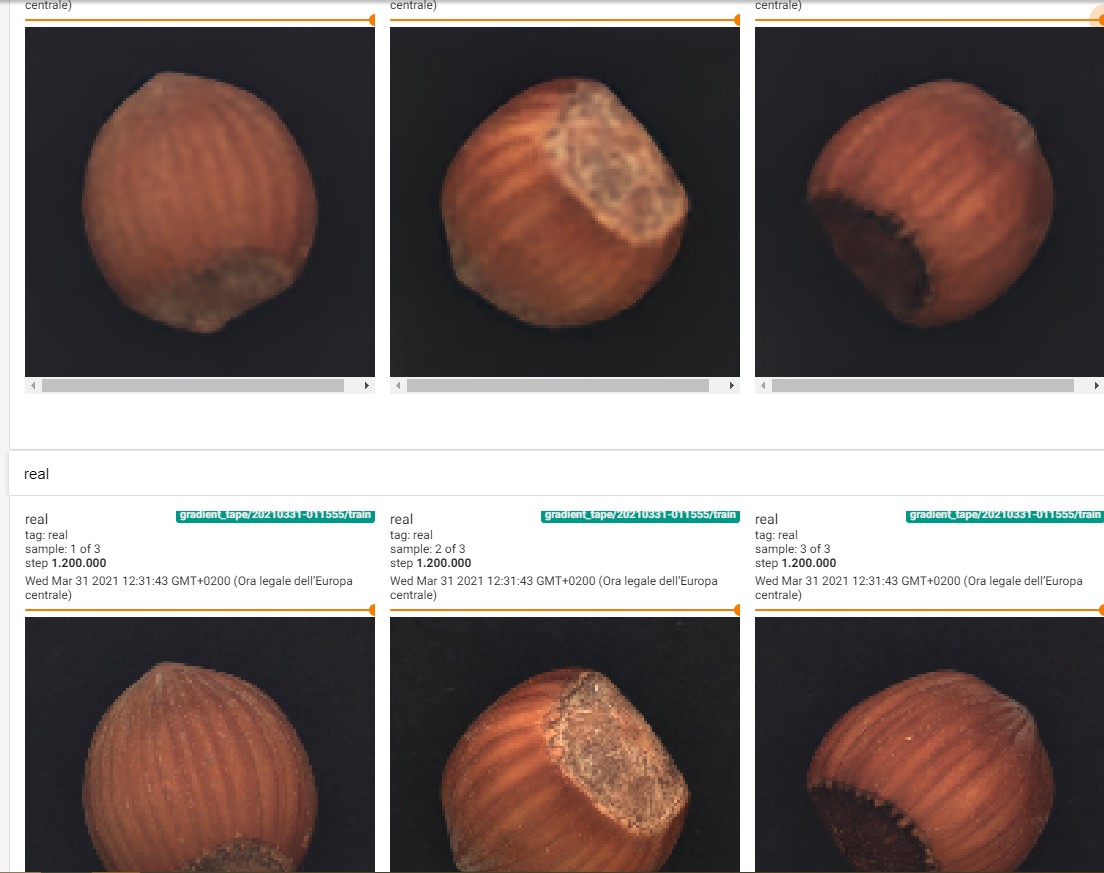 centrale)
centrale)
centrale)
real
real
gradient_tape/20210331-011555/train
tag: real
sample: 1 of 3
step 1.200.000
Wed Mar 31 2021 12:31:43 GMT+0200 (Ora legale dell'Europa
centrale)
real
gradient_tape/20210331-011555/train
tag: real
sample: 2 of 3
step 1.200.000
Wed Mar 31 2021 12:31:43 GMT+0200 (Ora legale dell'Europa
centrale)
real
gradient_tape/20210331-011555/train
tag: real
sample: 3 of 3
step 1.200.000
Wed Mar 31 2021 12:31:43 GMT+0200 (Ora legale dell'Europa
centrale)